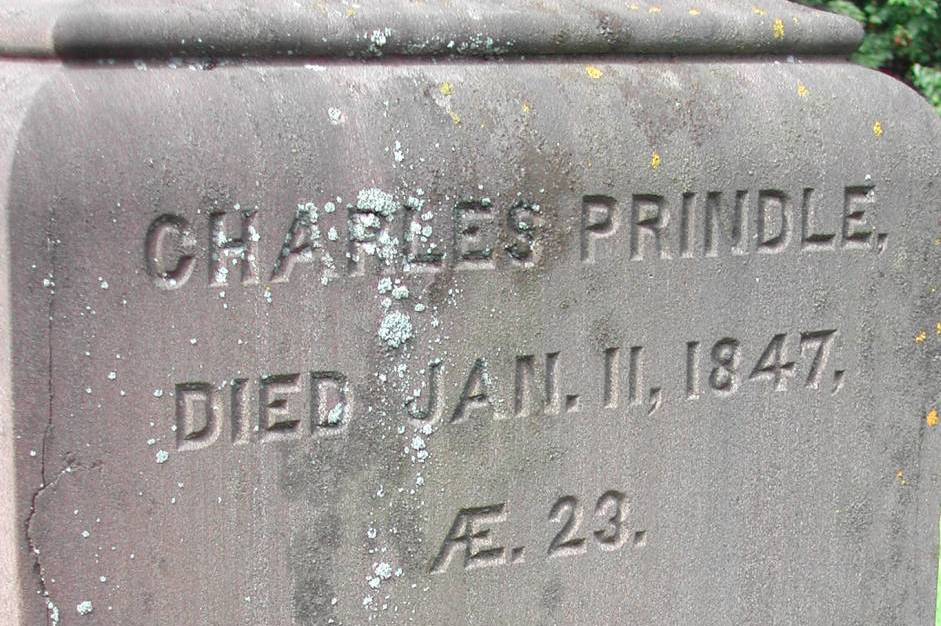 CHARLES PRINDLE,
DIED JAN. 11, 1847,
Æ. 23.